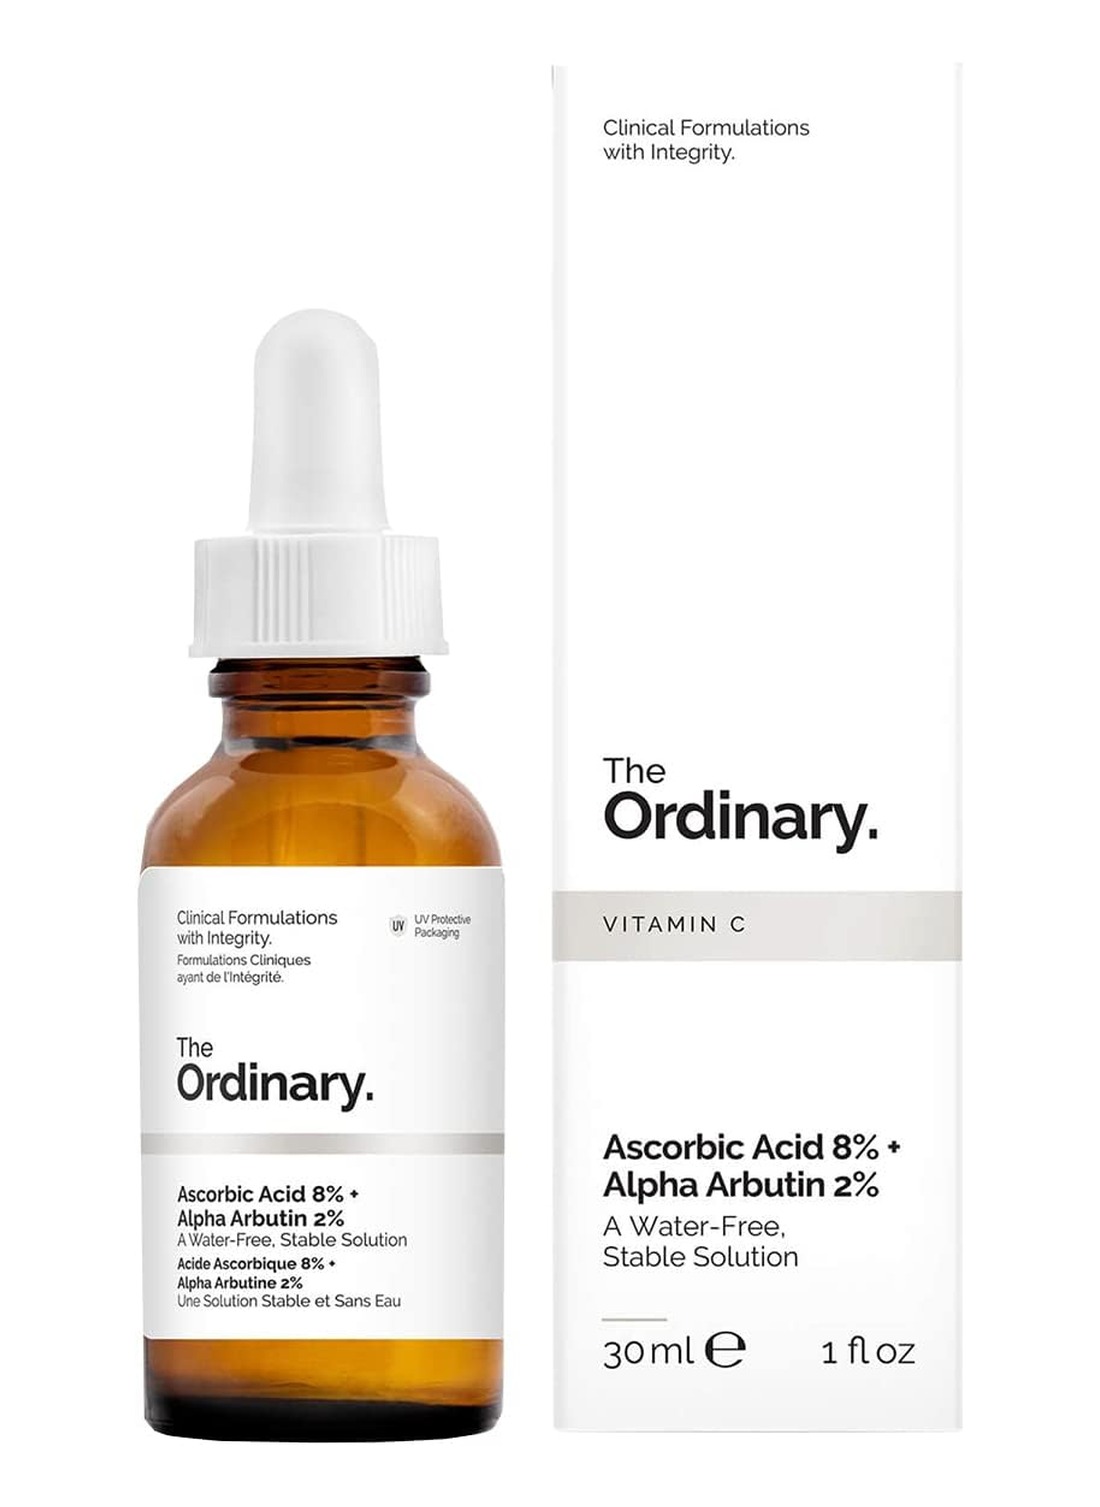 Clinical Formulations
with Integrity.
Formulations Cliniques
ayant de l'Intégrité.
UV
UV Protective
Packaging
The
Ordinary.
Ascorbic Acid 8% +
Alpha Arbutin 2%
A Water-Free, Stable Solution
Acide Ascorbique 8% +
Alpha Arbutine 2%
Une Solution Stable et Sans Eau
Clinical Formulations
with Integrity.
The
Ordinary.
VITAMIN C
Ascorbic Acid 8% +
Alpha Arbutin 2%
A Water-Free,
Stable Solution
30 ml ℮ 1 fl oz